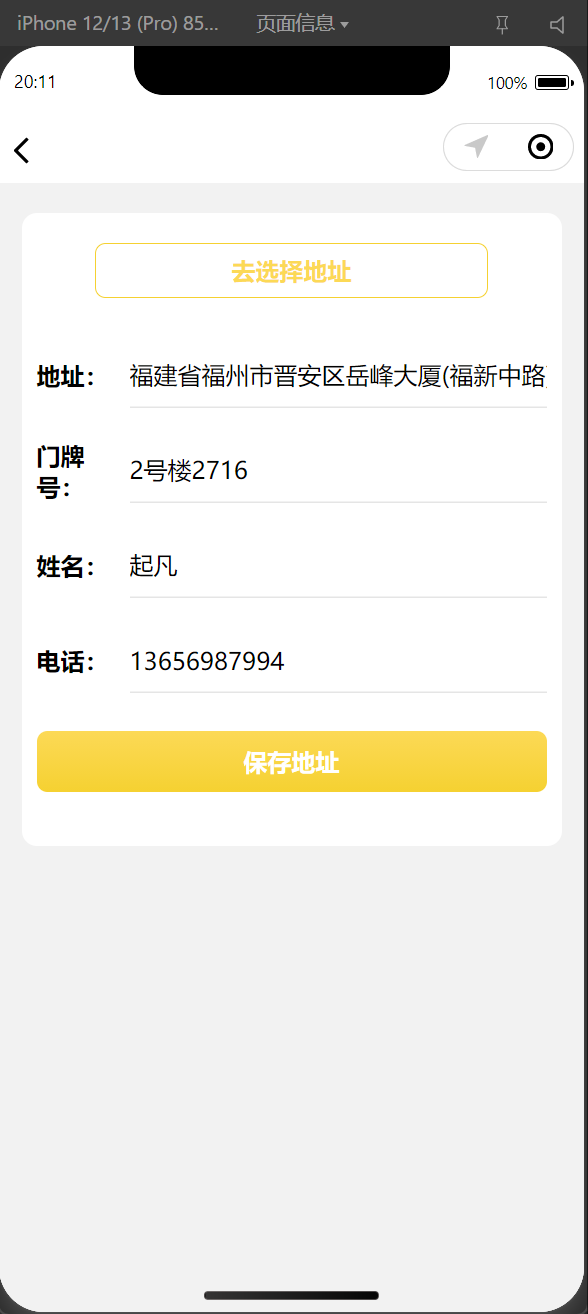 iPhone 12/13 (Pro) 85... 页面信息
20:11 100%
去选择地址
地址： 福建省福州市晋安区岳峰大厦(福新中路)
门牌
号： 2号楼2716
姓名： 起凡
电话： 13656987994
保存地址